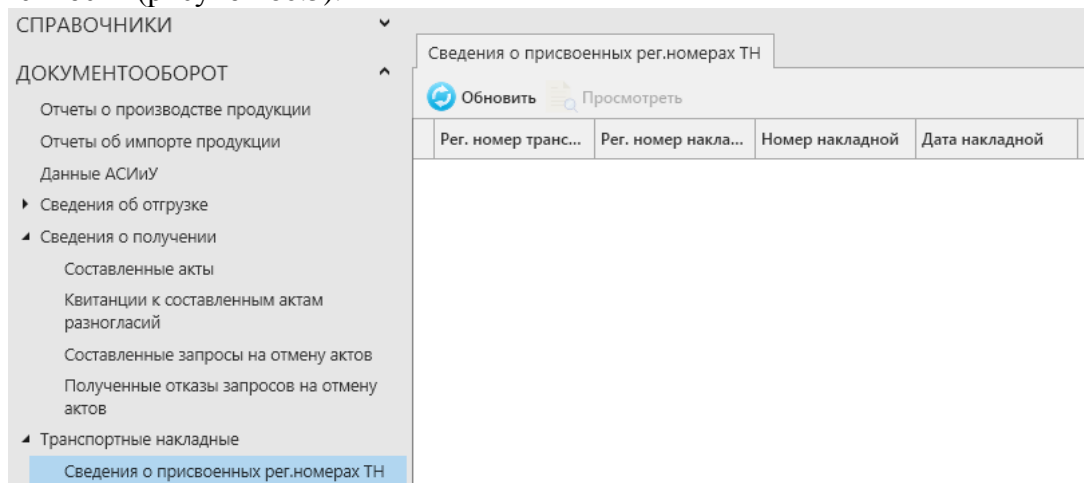 СПРАВОЧНИКИ
ДОКУМЕНТООБОРОТ
Отчеты о производстве продукции
Отчеты об импорте продукции
Данные АСИиУ
Сведения об отгрузке
Сведения о получении
Составленные акты
Квитанции к составленным актам
разногласий
Составленные запросы на отмену актов
Полученные отказы запросов на отмену
актов
Транспортные накладные
Сведения о присвоенных рег.номерах ТН
Сведения о присвоенных рег.номерах ТН
Обновить Просмотреть
Рег. номер транс... Рег. номер накла... Номер накладной Дата накладной